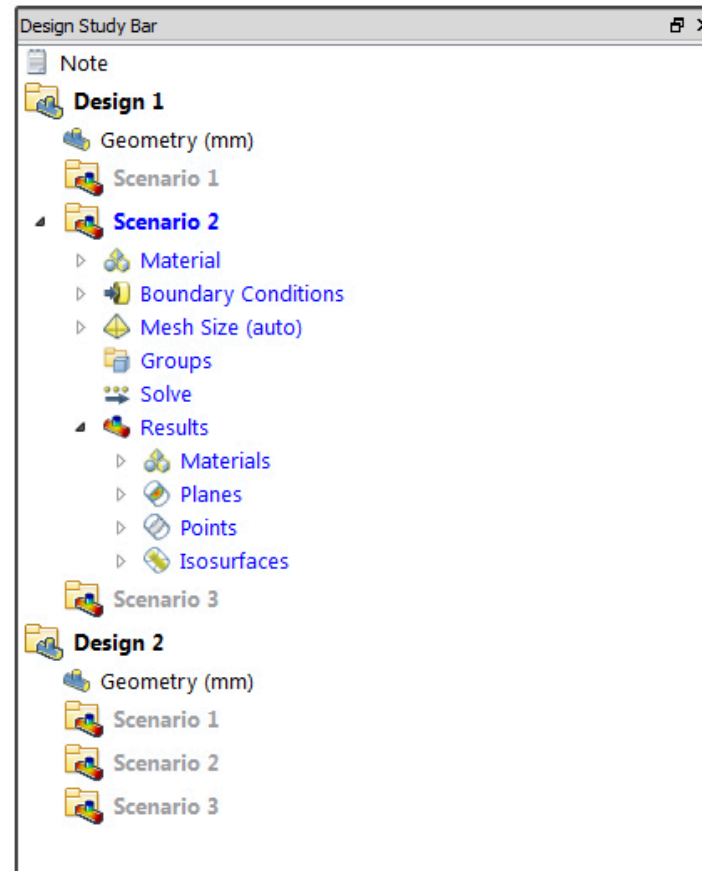 Design Study Bar
Note
Design 1
Geometry (mm)
Scenario 1
Scenario 2
Material
Boundary Conditions
Mesh Size (auto)
Groups
Solve
Results
Materials
Planes
Points
Isosurfaces
Scenario 3
Design 2
Geometry (mm)
Scenario 1
Scenario 2
Scenario 3